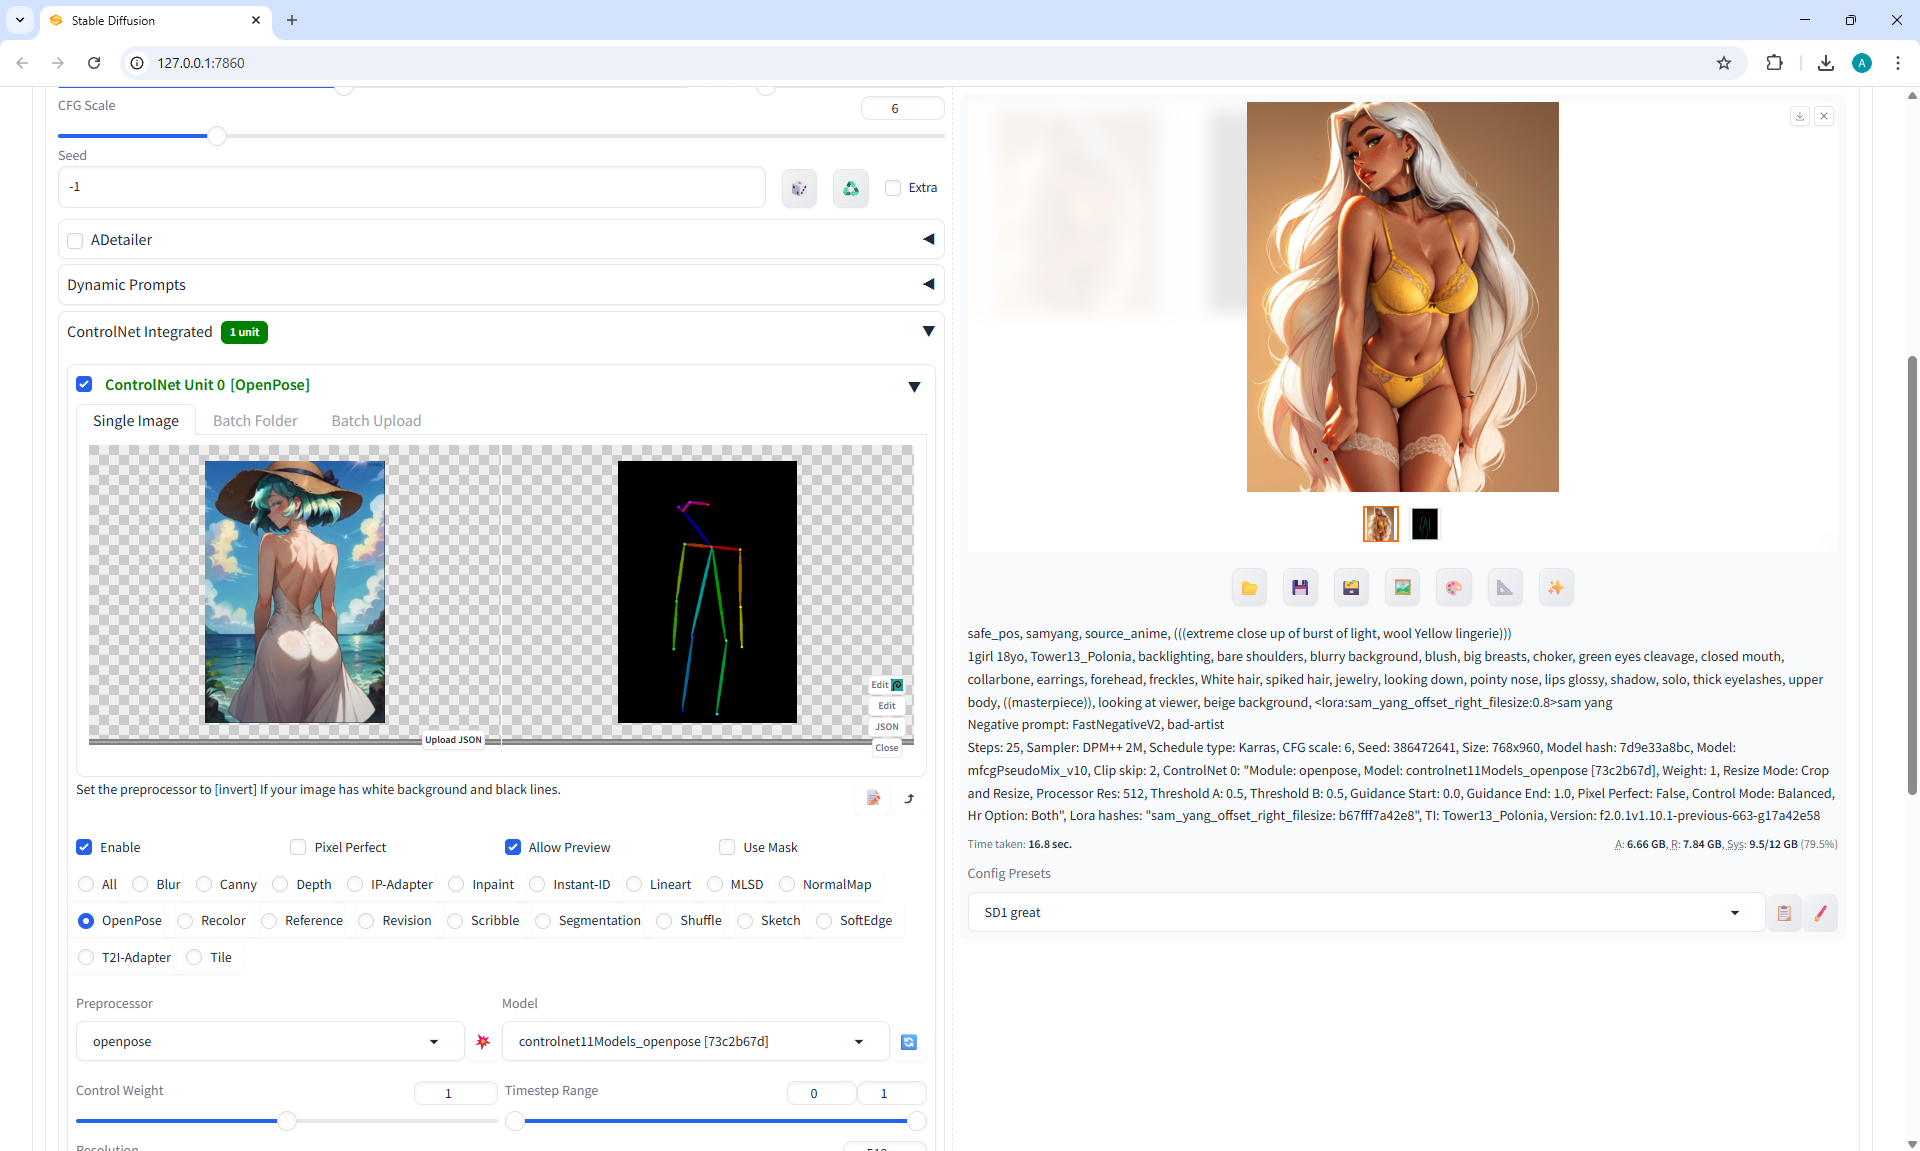 Stable Diffusion
127.0.0.1:7860
A
CFG Scale
6
Seed
-1
Extra
ADetailer
Dynamic Prompts
ControlNet Integrated
1 unit
ControlNet Unit 0 [OpenPose]
Single Image
Batch Folder
Batch Upload
Edit
Edit
JSON
Upload JSON
Close
Set the preprocessor to [invert] If your image has white background and black lines.
Enable
Pixel Perfect
Allow Preview
Use Mask
All
Blur
Canny
Depth
IP-Adapter
Inpaint
Instant-ID
Lineart
MLSD
NormalMap
OpenPose
Recolor
Reference
Revision
Scribble
Segmentation
Shuffle
Sketch
SoftEdge
T2I-Adapter
Tile
Preprocessor
Model
openpose
controlnet11Models_openpose [73c2b67d]
Control Weight
1
Timestep Range
0
1
safe_pos, samyang, source_anime, (((extreme close up of burst of light, wool Yellow lingerie)))
1girl 18yo, Tower13_Polonia, backlighting, bare shoulders, blurry background, blush, big breasts, choker, green eyes cleavage, closed mouth,
collarbone, earrings, forehead, freckles, White hair, spiked hair, jewelry, looking down, pointy nose, lips glossy, shadow, solo, thick eyelashes, upper
body, ((masterpiece)), looking at viewer, beige background, <lora:sam_yang_offset_right_filesize:0.8>sam yang
Negative prompt: FastNegativeV2, bad-artist
Steps: 25, Sampler: DPM++ 2M, Schedule type: Karras, CFG scale: 6, Seed: 386472641, Size: 768x960, Model hash: 7d9e33a8bc, Model:
mfcgPseudoMix_v10, Clip skip: 2, ControlNet 0: "Module: openpose, Model: controlnet11Models_openpose [73c2b67d], Weight: 1, Resize Mode: Crop
and Resize, Processor Res: 512, Threshold A: 0.5, Threshold B: 0.5, Guidance Start: 0.0, Guidance End: 1.0, Pixel Perfect: False, Control Mode: Balanced,
Hr Option: Both", Lora hashes: "sam_yang_offset_right_filesize: b67fff7a42e8", TI: Tower13_Polonia, Version: f2.0.1v1.10.1-previous-663-g17a42e58
Time taken: 16.8 sec.
A: 6.66 GB, R: 7.84 GB, Sys: 9.5/12 GB (79.5%)
Config Presets
SD1 great